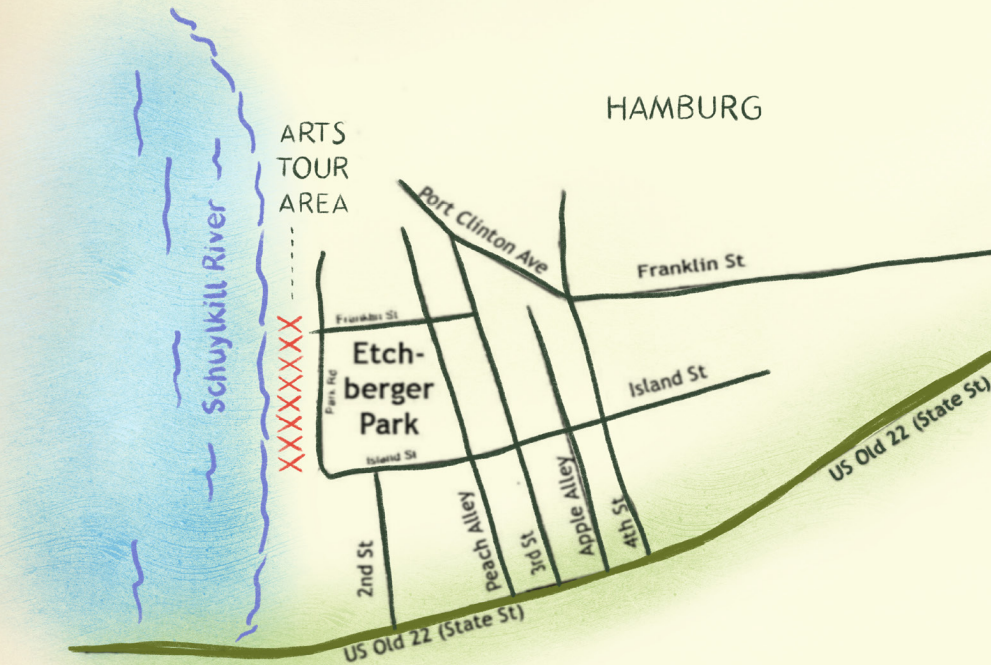 HAMBURG
ARTS
TOUR
AREA
Port Clinton Ave
Franklin St
Schuylkill River
Franklin St
XXXXXXXX
Etch-
berger
Park
Park Rd
Island St
Island St
US Old 22 (State St)
2nd St
Peach Alley
3rd St
Apple Alley
4th St
US Old 22 (State St)